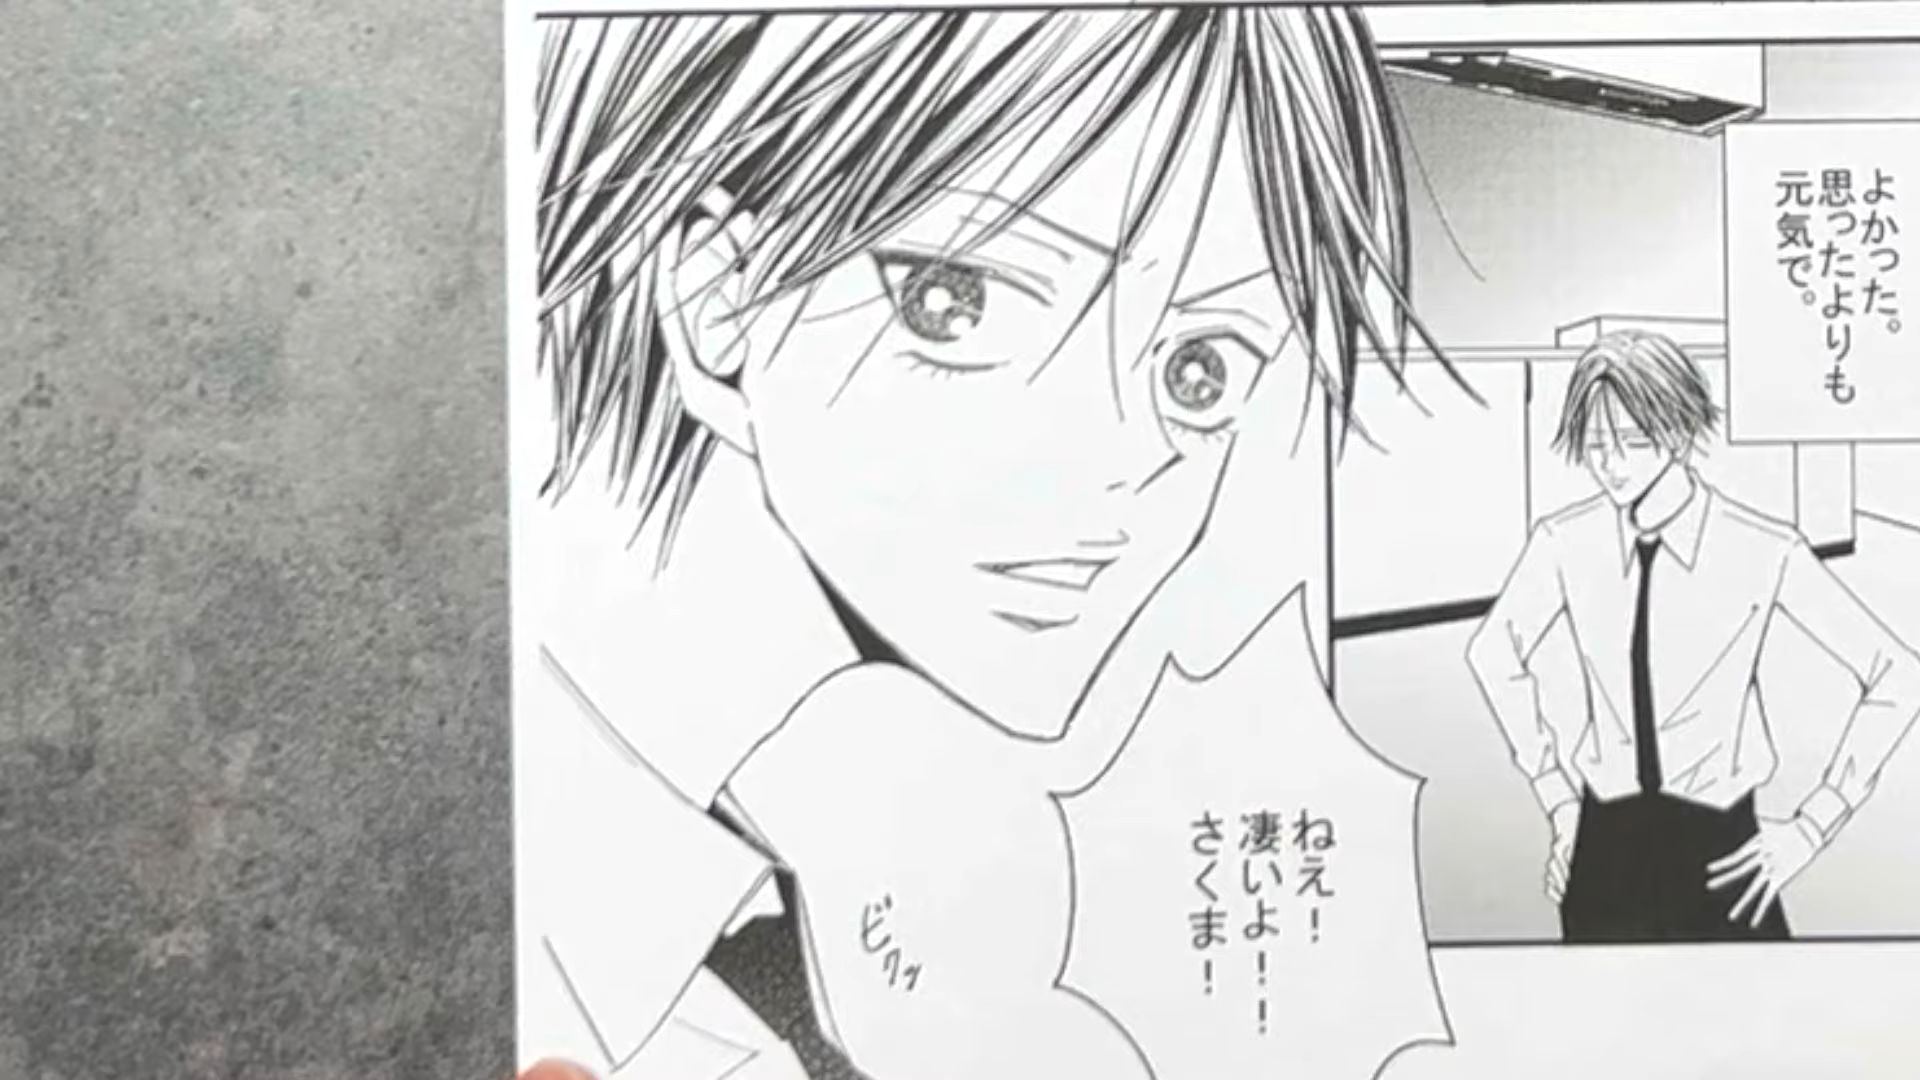 よかった。
思ったよりも
元気で。
ねえ！
凄いよ！！
さくま！
ビクッ